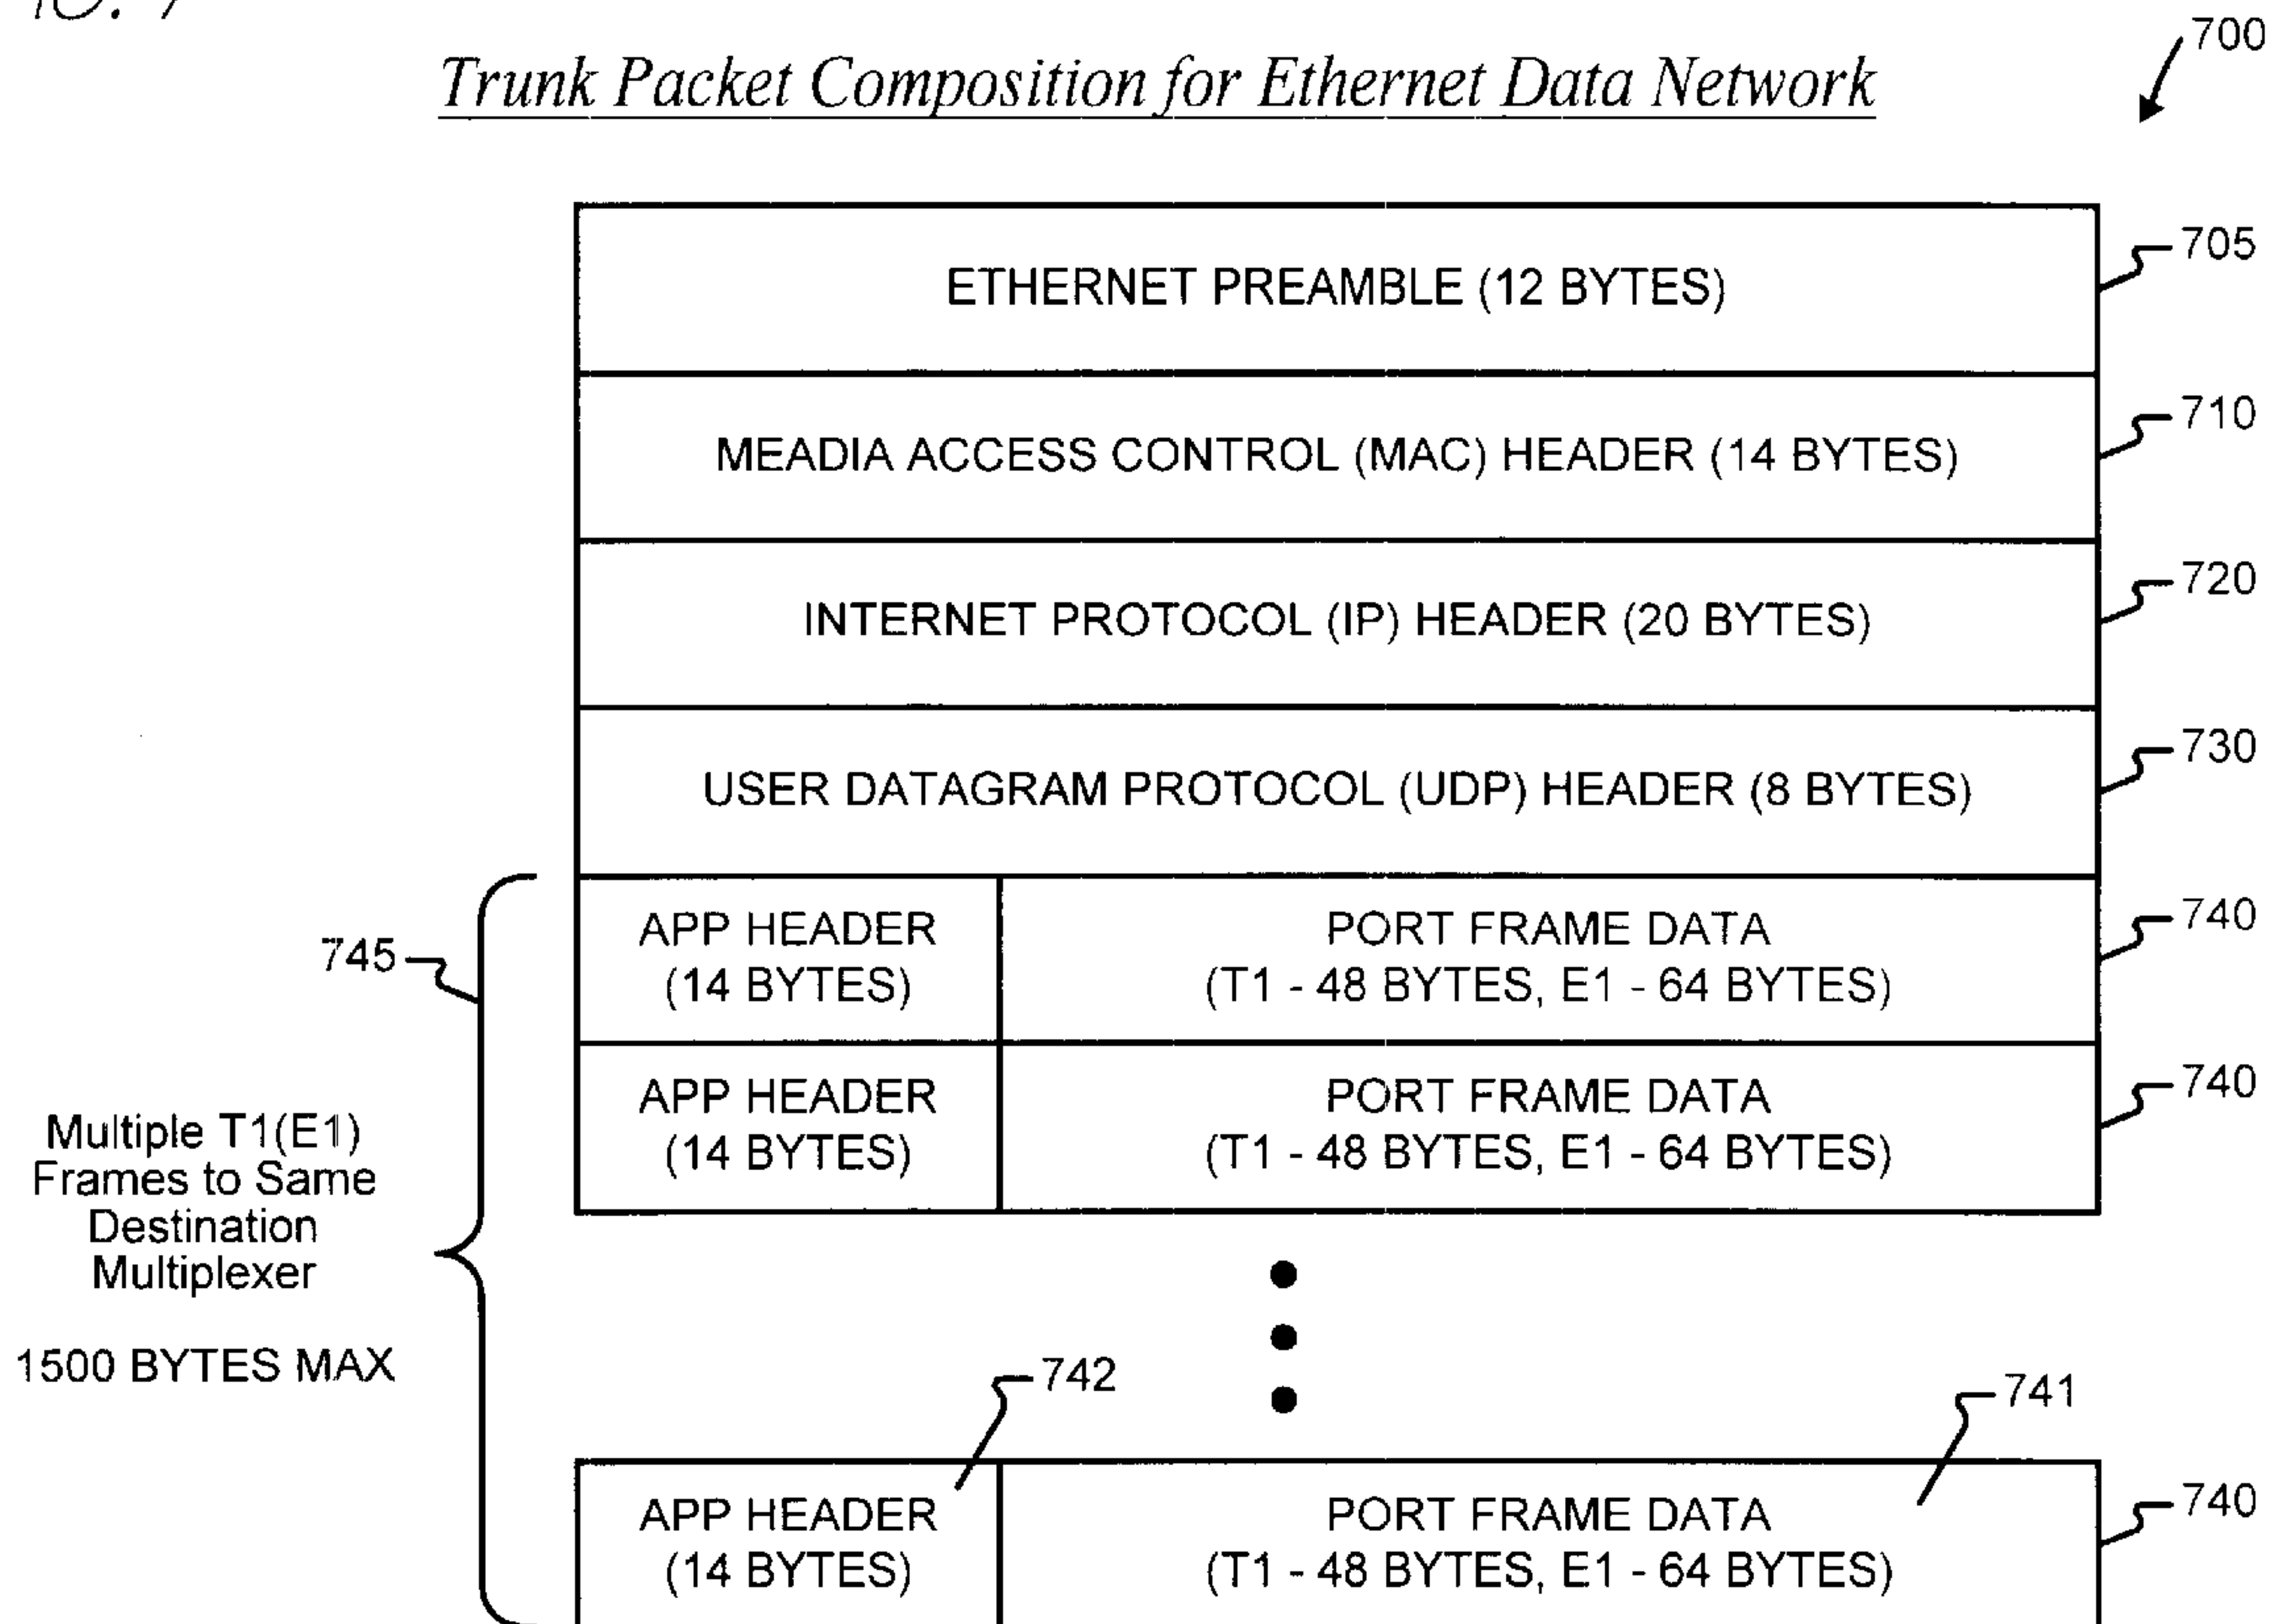 700
Trunk Packet Composition for Ethernet Data Network
ETHERNET PREAMBLE (12 BYTES)
705
MEADIA ACCESS CONTROL (MAC) HEADER (14 BYTES)
710
INTERNET PROTOCOL (IP) HEADER (20 BYTES)
720
USER DATAGRAM PROTOCOL (UDP) HEADER (8 BYTES)
730
745
APP HEADER
(14 BYTES)
PORT FRAME DATA
(T1 - 48 BYTES, E1 - 64 BYTES)
740
APP HEADER
(14 BYTES)
PORT FRAME DATA
(T1 - 48 BYTES, E1 - 64 BYTES)
740
Multiple T1(E1)
Frames to Same
Destination
Multiplexer
1500 BYTES MAX
742
741
APP HEADER
(14 BYTES)
PORT FRAME DATA
(T1 - 48 BYTES, E1 - 64 BYTES)
740